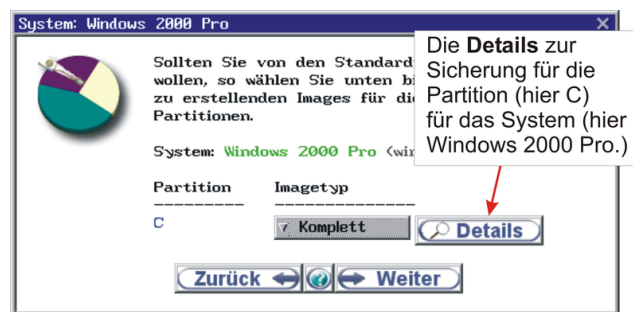 System: Windows 2000 Pro
Sollten Sie von den Standard
wollen, so wählen Sie unten bi
zu erstellenden Images für die
Partitionen.
Die Details zur
Sicherung für die
Partition (hier C)
für das System (hier
Windows 2000 Pro.)
System: Windows 2000 Pro (win
Partition Imagetyp
--------- ---------------
C Komplett Details
Zurück Weiter